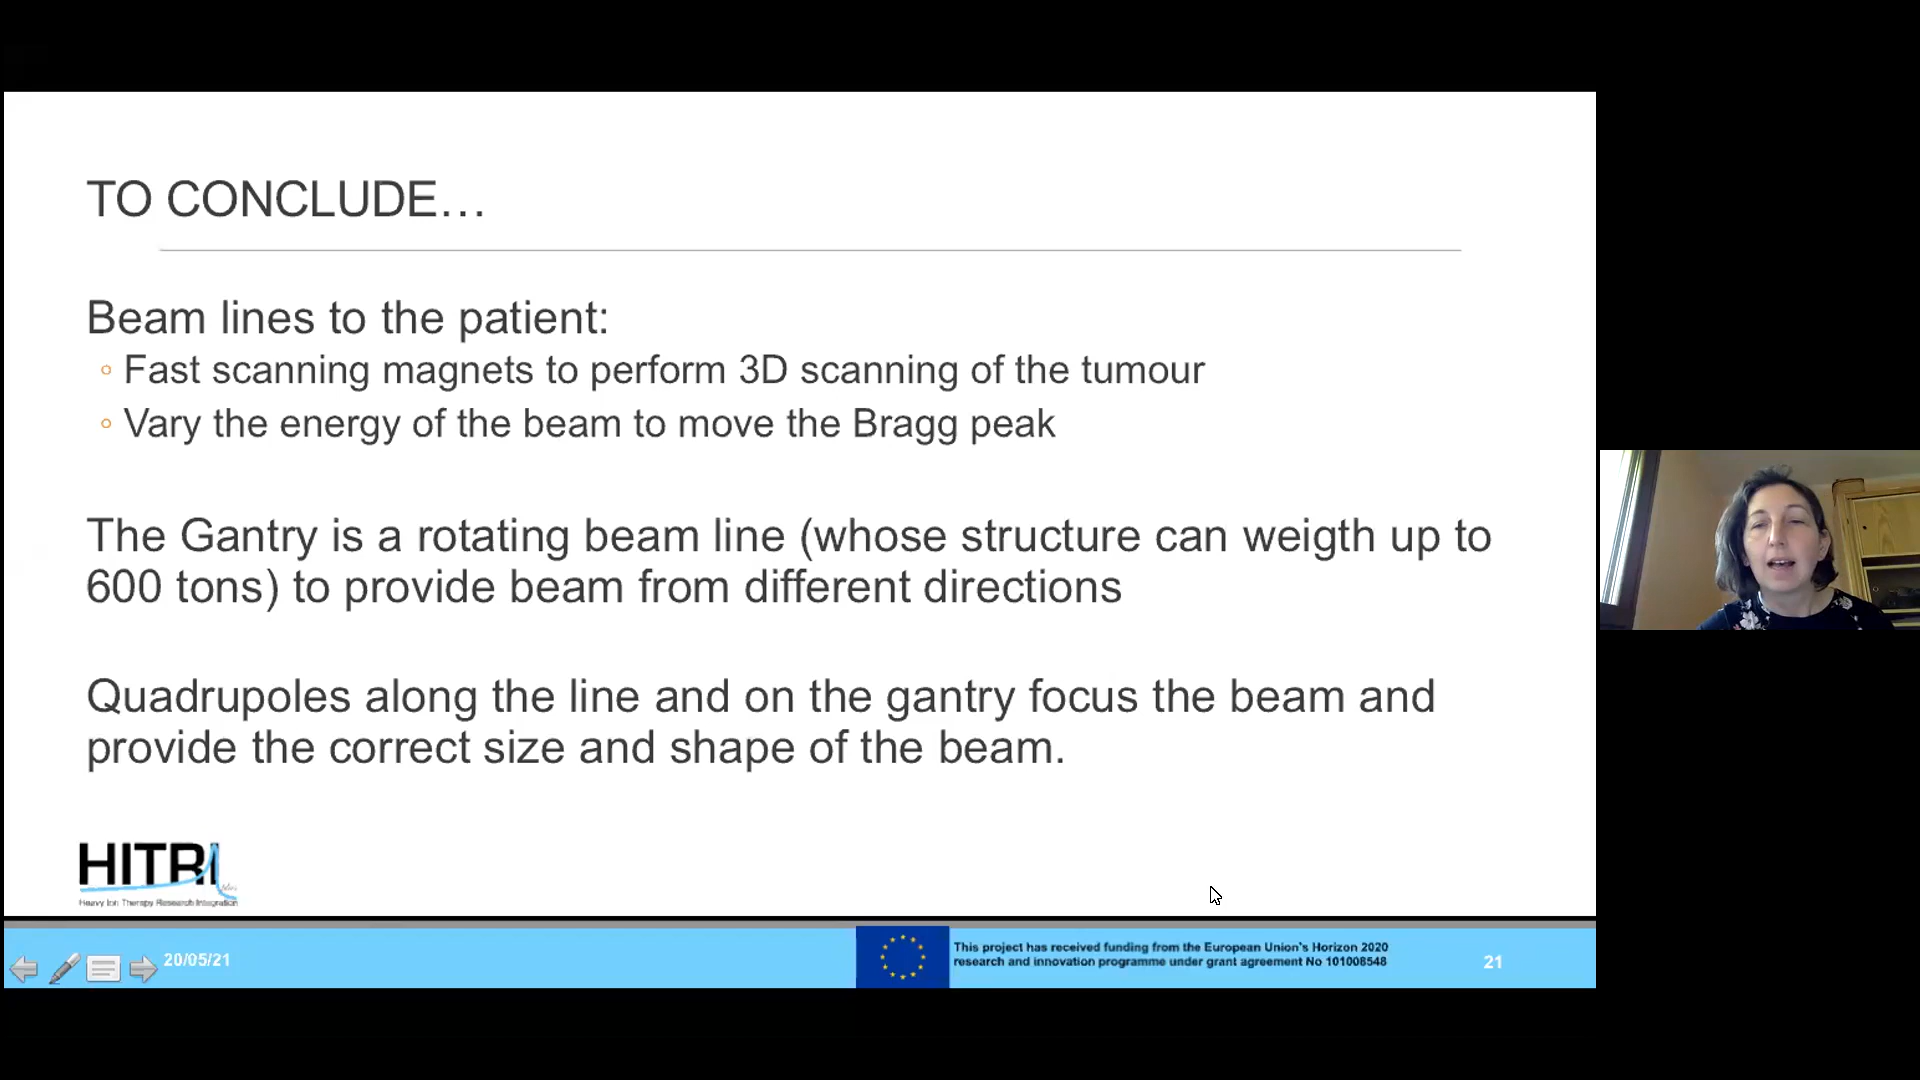 TO CONCLUDE…
Beam lines to the patient:
◦ Fast scanning magnets to perform 3D scanning of the tumour
◦ Vary the energy of the beam to move the Bragg peak
The Gantry is a rotating beam line (whose structure can weigth up to
600 tons) to provide beam from different directions
Quadrupoles along the line and on the gantry focus the beam and
provide the correct size and shape of the beam.
HITRI
plus
Heavy Ion Therapy Research Integration
20/05/21
This project has received funding from the European Union's Horizon 2020
research and innovation programme under grant agreement No 101008548
21